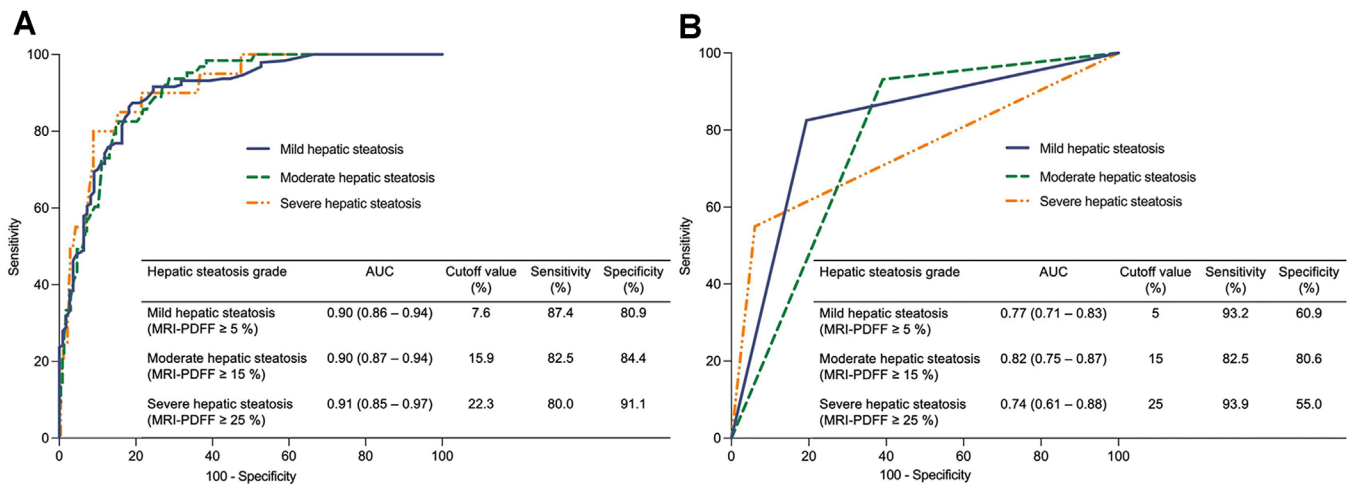 A
100
80
60
40
20
0
Sensitivity
Mild hepatic steatosis
Moderate hepatic steatosis
Severe hepatic steatosis
Hepatic steatosis grade AUC Cutoff value Sensitivity Specificity
(%) (%) (%)
Mild hepatic steatosis 0.90 (0.86 – 0.94) 7.6 87.4 80.9
(MRI-PDFF ≥ 5 %)
Moderate hepatic steatosis 0.90 (0.87 – 0.94) 15.9 82.5 84.4
(MRI-PDFF ≥ 15 %)
Severe hepatic steatosis 0.91 (0.85 – 0.97) 22.3 80.0 91.1
(MRI-PDFF ≥ 25 %)
0 20 40 60 80 100
100 - Specificity
B
100
80
60
40
20
0
Sensitivity
Mild hepatic steatosis
Moderate hepatic steatosis
Severe hepatic steatosis
Hepatic steatosis grade AUC Cutoff value Sensitivity Specificity
(%) (%) (%)
Mild hepatic steatosis 0.77 (0.71 – 0.83) 5 93.2 60.9
(MRI-PDFF ≥ 5 %)
Moderate hepatic steatosis 0.82 (0.75 – 0.87) 15 82.5 80.6
(MRI-PDFF ≥ 15 %)
Severe hepatic steatosis 0.74 (0.61 – 0.88) 25 93.9 55.0
(MRI-PDFF ≥ 25 %)
0 20 40 60 80 100
100 - Specificity